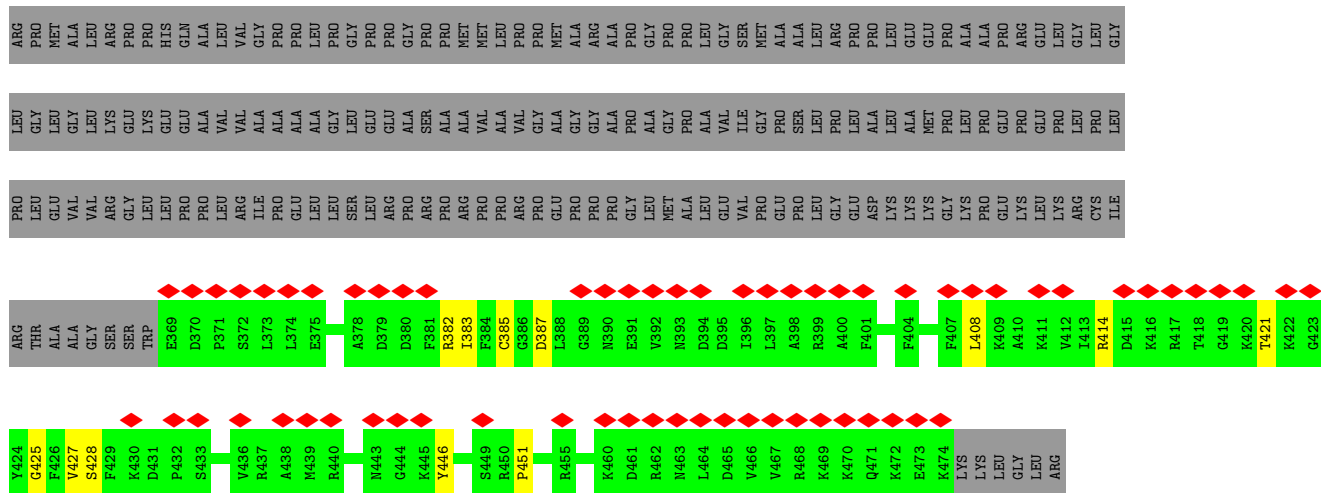 ARG PRO MET ALA LEU ARG PRO PRO HIS GLN ALA LEU VAL GLY PRO PRO LEU PRO GLY PRO PRO GLY PRO PRO MET MET LEU PRO PRO MET ALA ARG ALA PRO GLY PRO PRO LEU GLY SER MET ALA ALA LEU ARG PRO PRO LEU GLU GLU PRO ALA ALA PRO ARG GLU LEU GLY LEU GLY
LEU GLY LEU GLY LEU LYS GLU LYS GLU GLU ALA VAL VAL ALA ALA ALA ALA GLY LEU GLU GLU ALA SER ALA ALA VAL ALA VAL GLY ALA GLY GLY ALA PRO ALA GLY PRO ALA VAL ILE GLY PRO SER LEU PRO LEU ALA LEU ALA MET PRO LEU PRO GLU PRO GLU PRO LEU PRO LEU
PRO LEU GLU VAL VAL ARG GLY LEU LEU PRO PRO LEU ARG ILE PRO GLU LEU LEU SER LEU ARG PRO ARG PRO ARG PRO PRO ARG PRO GLU PRO PRO PRO GLY LEU MET ALA LEU GLU VAL PRO GLU PRO LEU GLY GLU ASP LYS LYS LYS GLY LYS PRO GLU LYS LEU LYS ARG CYS ILE
ARG THR ALA ALA GLY SER SER TRP E369 D370 P371 S372 L373 L374 E375 A378 D379 D380 F381 R382 I383 F384 C385 G386 D387 L388 G389 N390 E391 V392 N393 D394 D395 I396 L397 A398 R399 A400 F401 F404 F407 L408 K409 A410 K411 V412 I413 R414 D415 K416 R417 T418 G419 K420 T421 K422 G423
Y424 G425 F426 V427 S428 F429 K430 D431 P432 S433 V436 R437 A438 M439 R440 N443 G444 K445 Y446 S449 R450 P451 R455 K460 D461 R462 N463 L464 D465 V466 V467 R468 K469 K470 Q471 K472 E473 K474 LYS LYS LEU GLY LEU ARG